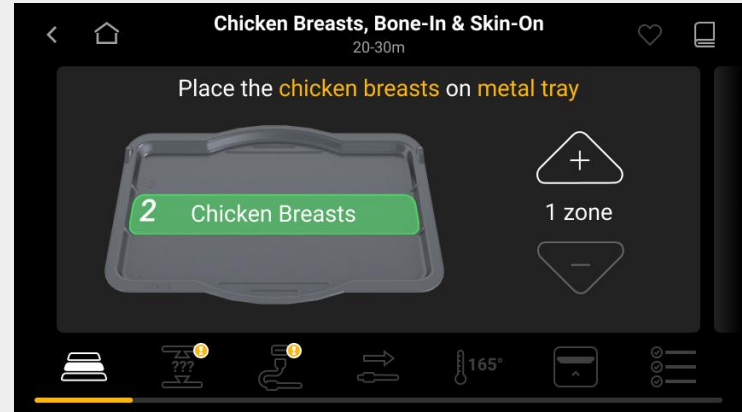 Chicken Breasts, Bone-In & Skin-On
20-30m
Place the chicken breasts on metal tray
2 Chicken Breasts
+
1 zone
−
???
!
!
165°